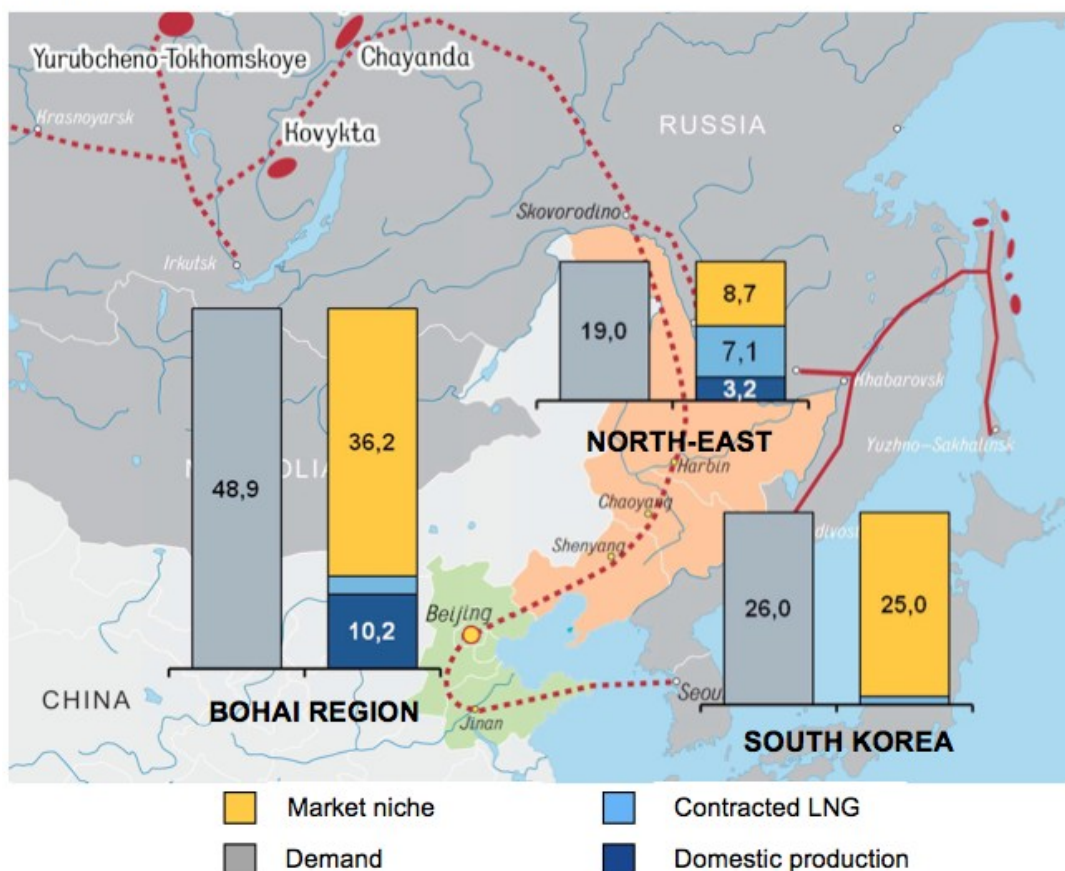 Yurubcheno-Tokhomskoye
Chayanda
Krasnoyarsk
Kovykta
RUSSIA
Skovorodino
Irkutsk
8,7
19,0
7,1
3,2
Khabarovsk
NORTH-EAST
Yuzhno-Sakhalinsk
Harbin
36,2
48,9
Chaoyang
Shenyang
26,0
25,0
10,2
Beijing
Seou
CHINA
BOHAI REGION
Jinan
SOUTH KOREA
Market niche
Contracted LNG
Demand
Domestic production